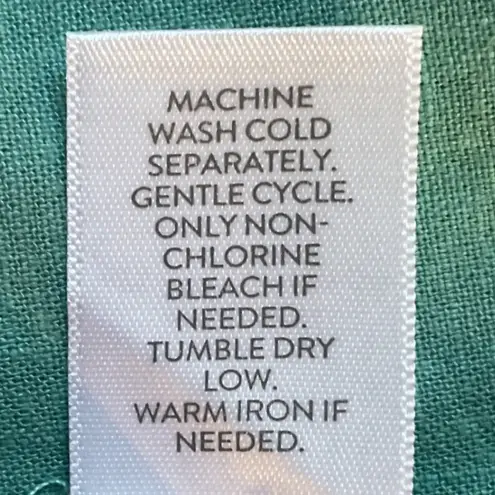 MACHINE
WASH COLD
SEPARATELY.
GENTLE CYCLE.
ONLY NON-
CHLORINE
BLEACH IF
NEEDED.
TUMBLE DRY
LOW.
WARM IRON IF
NEEDED.